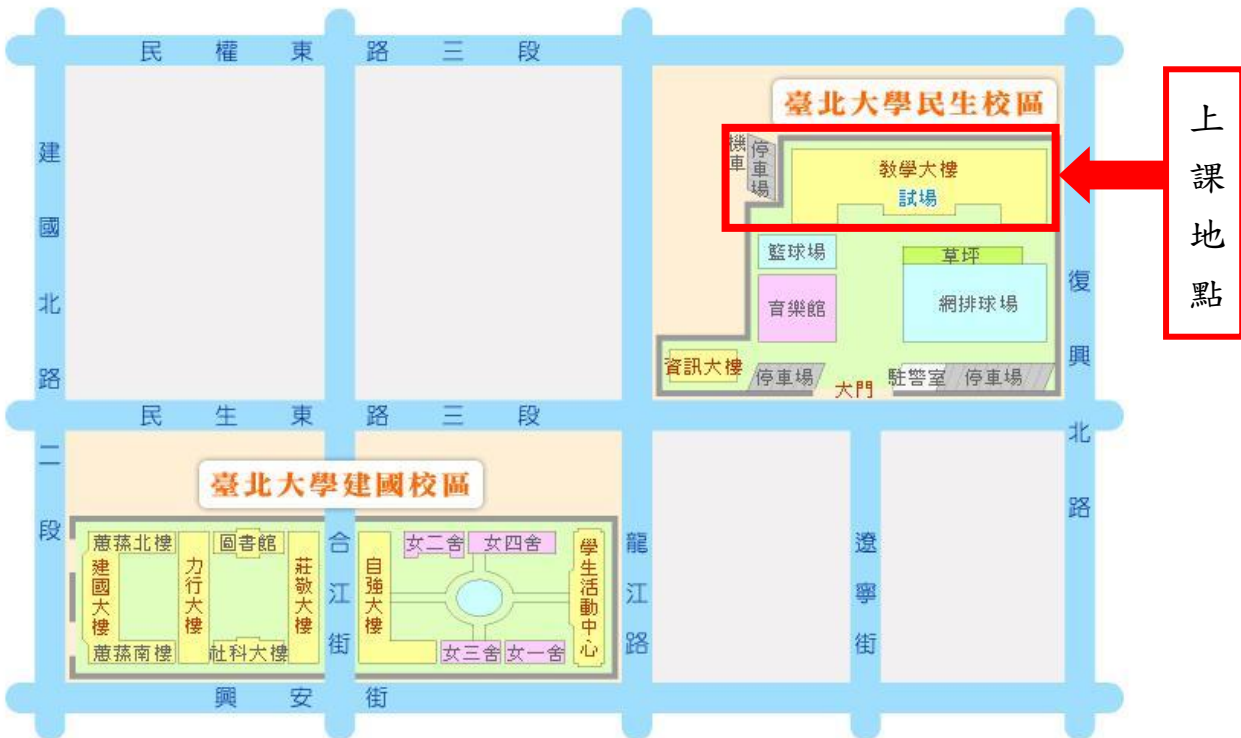 民權東路三段
建國北路二段
臺北大學民生校區
機車
停車場
教學大樓
試場
籃球場
草坪
音樂館
網排球場
資訊大樓
停車場
大門
駐警室
停車場
復興北路
上課地點
民生東路三段
臺北大學建國校區
蕙蓀北樓
圖書館
女二舍
女四舍
建國大樓
力行大樓
莊敬大樓
合江街
自強大樓
學生活動中心
龍江路
遼寧街
蕙蓀南樓
社科大樓
女三舍
女一舍
興安街